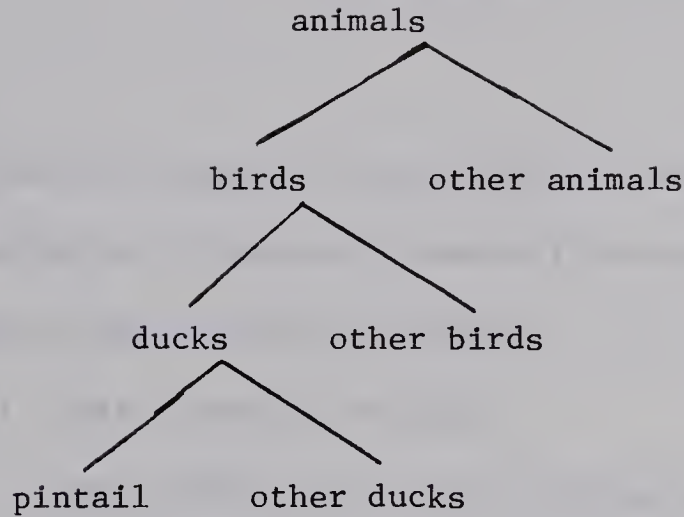 animals
birds other animals
ducks other birds
pintail other ducks